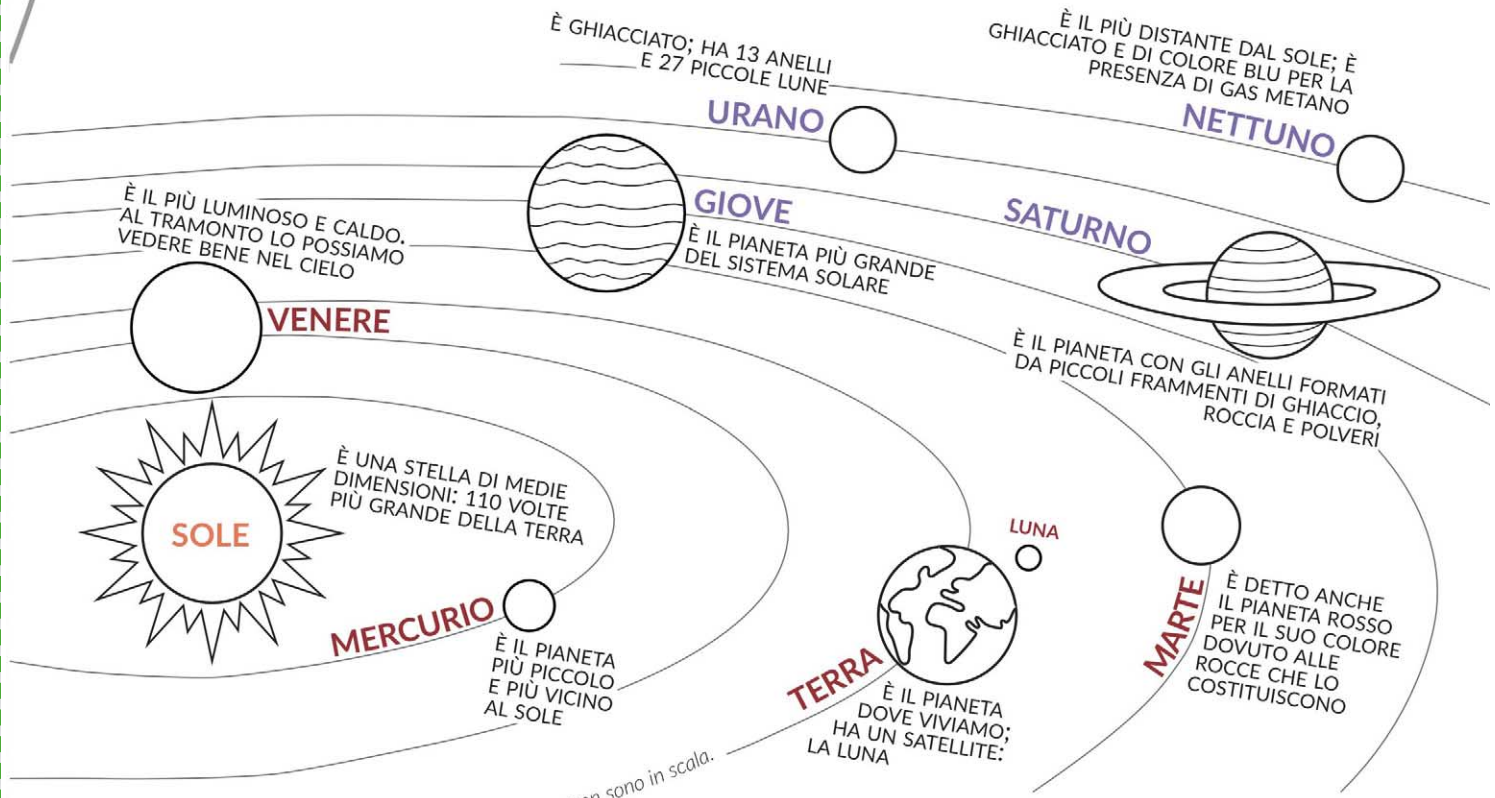 È GHIACCIATO; HA 13 ANELLI
E 27 PICCOLE LUNE
URANO
È IL PIÙ DISTANTE DAL SOLE; È
GHIACCIATO E DI COLORE BLU PER LA
PRESENZA DI GAS METANO
NETTUNO
È IL PIÙ LUMINOSO E CALDO.
AL TRAMONTO LO POSSIAMO
VEDERE BENE NEL CIELO
VENERE
GIOVE
È IL PIANETA PIÙ GRANDE
DEL SISTEMA SOLARE
SATURNO
È IL PIANETA CON GLI ANELLI FORMATI
DA PICCOLI FRAMMENTI DI GHIACCIO,
ROCCIA E POLVERI
SOLE
È UNA STELLA DI MEDIE
DIMENSIONI: 110 VOLTE
PIÙ GRANDE DELLA TERRA
MERCURIO
È IL PIANETA
PIÙ PICCOLO
E PIÙ VICINO
AL SOLE
LUNA
TERRA
È IL PIANETA
DOVE VIVIAMO;
HA UN SATELLITE:
LA LUNA
MARTE
È DETTO ANCHE
IL PIANETA ROSSO
PER IL SUO COLORE
DOVUTO ALLE
ROCCE CHE LO
COSTITUISCONO
sono in scala.